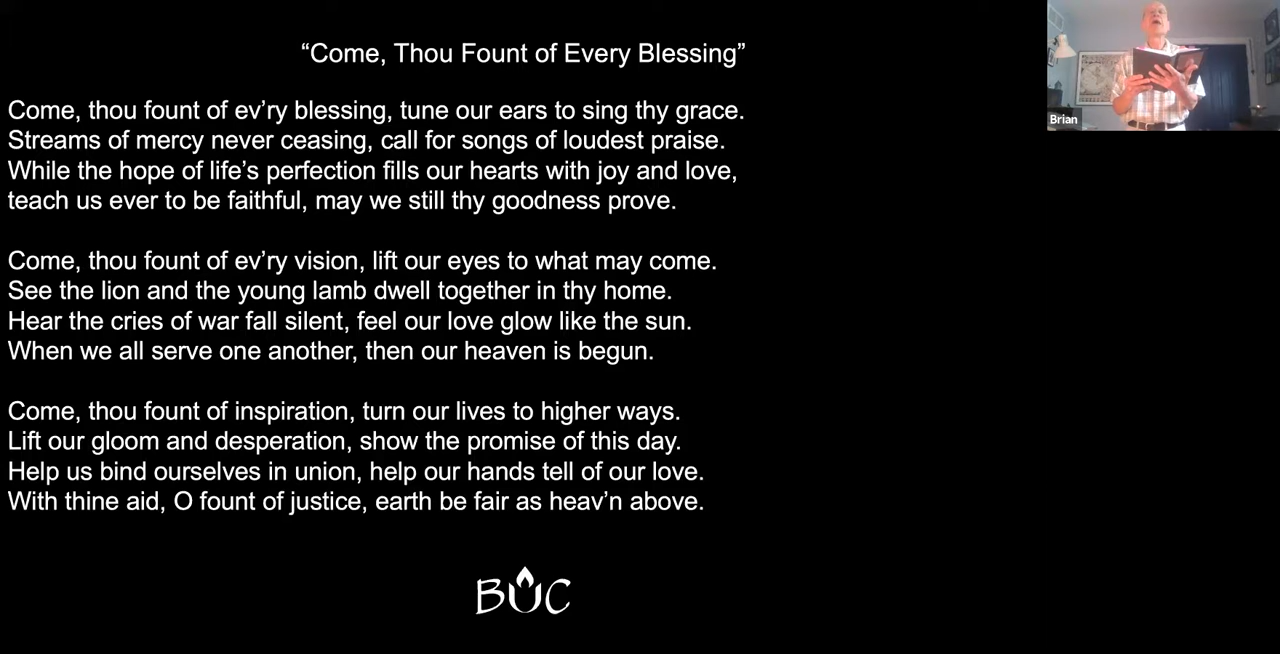 “Come, Thou Fount of Every Blessing”
Come, thou fount of ev’ry blessing, tune our ears to sing thy grace.
Streams of mercy never ceasing, call for songs of loudest praise.
While the hope of life’s perfection fills our hearts with joy and love,
teach us ever to be faithful, may we still thy goodness prove.
Come, thou fount of ev’ry vision, lift our eyes to what may come.
See the lion and the young lamb dwell together in thy home.
Hear the cries of war fall silent, feel our love glow like the sun.
When we all serve one another, then our heaven is begun.
Come, thou fount of inspiration, turn our lives to higher ways.
Lift our gloom and desperation, show the promise of this day.
Help us bind ourselves in union, help our hands tell of our love.
With thine aid, O fount of justice, earth be fair as heav’n above.
BUC
Brian